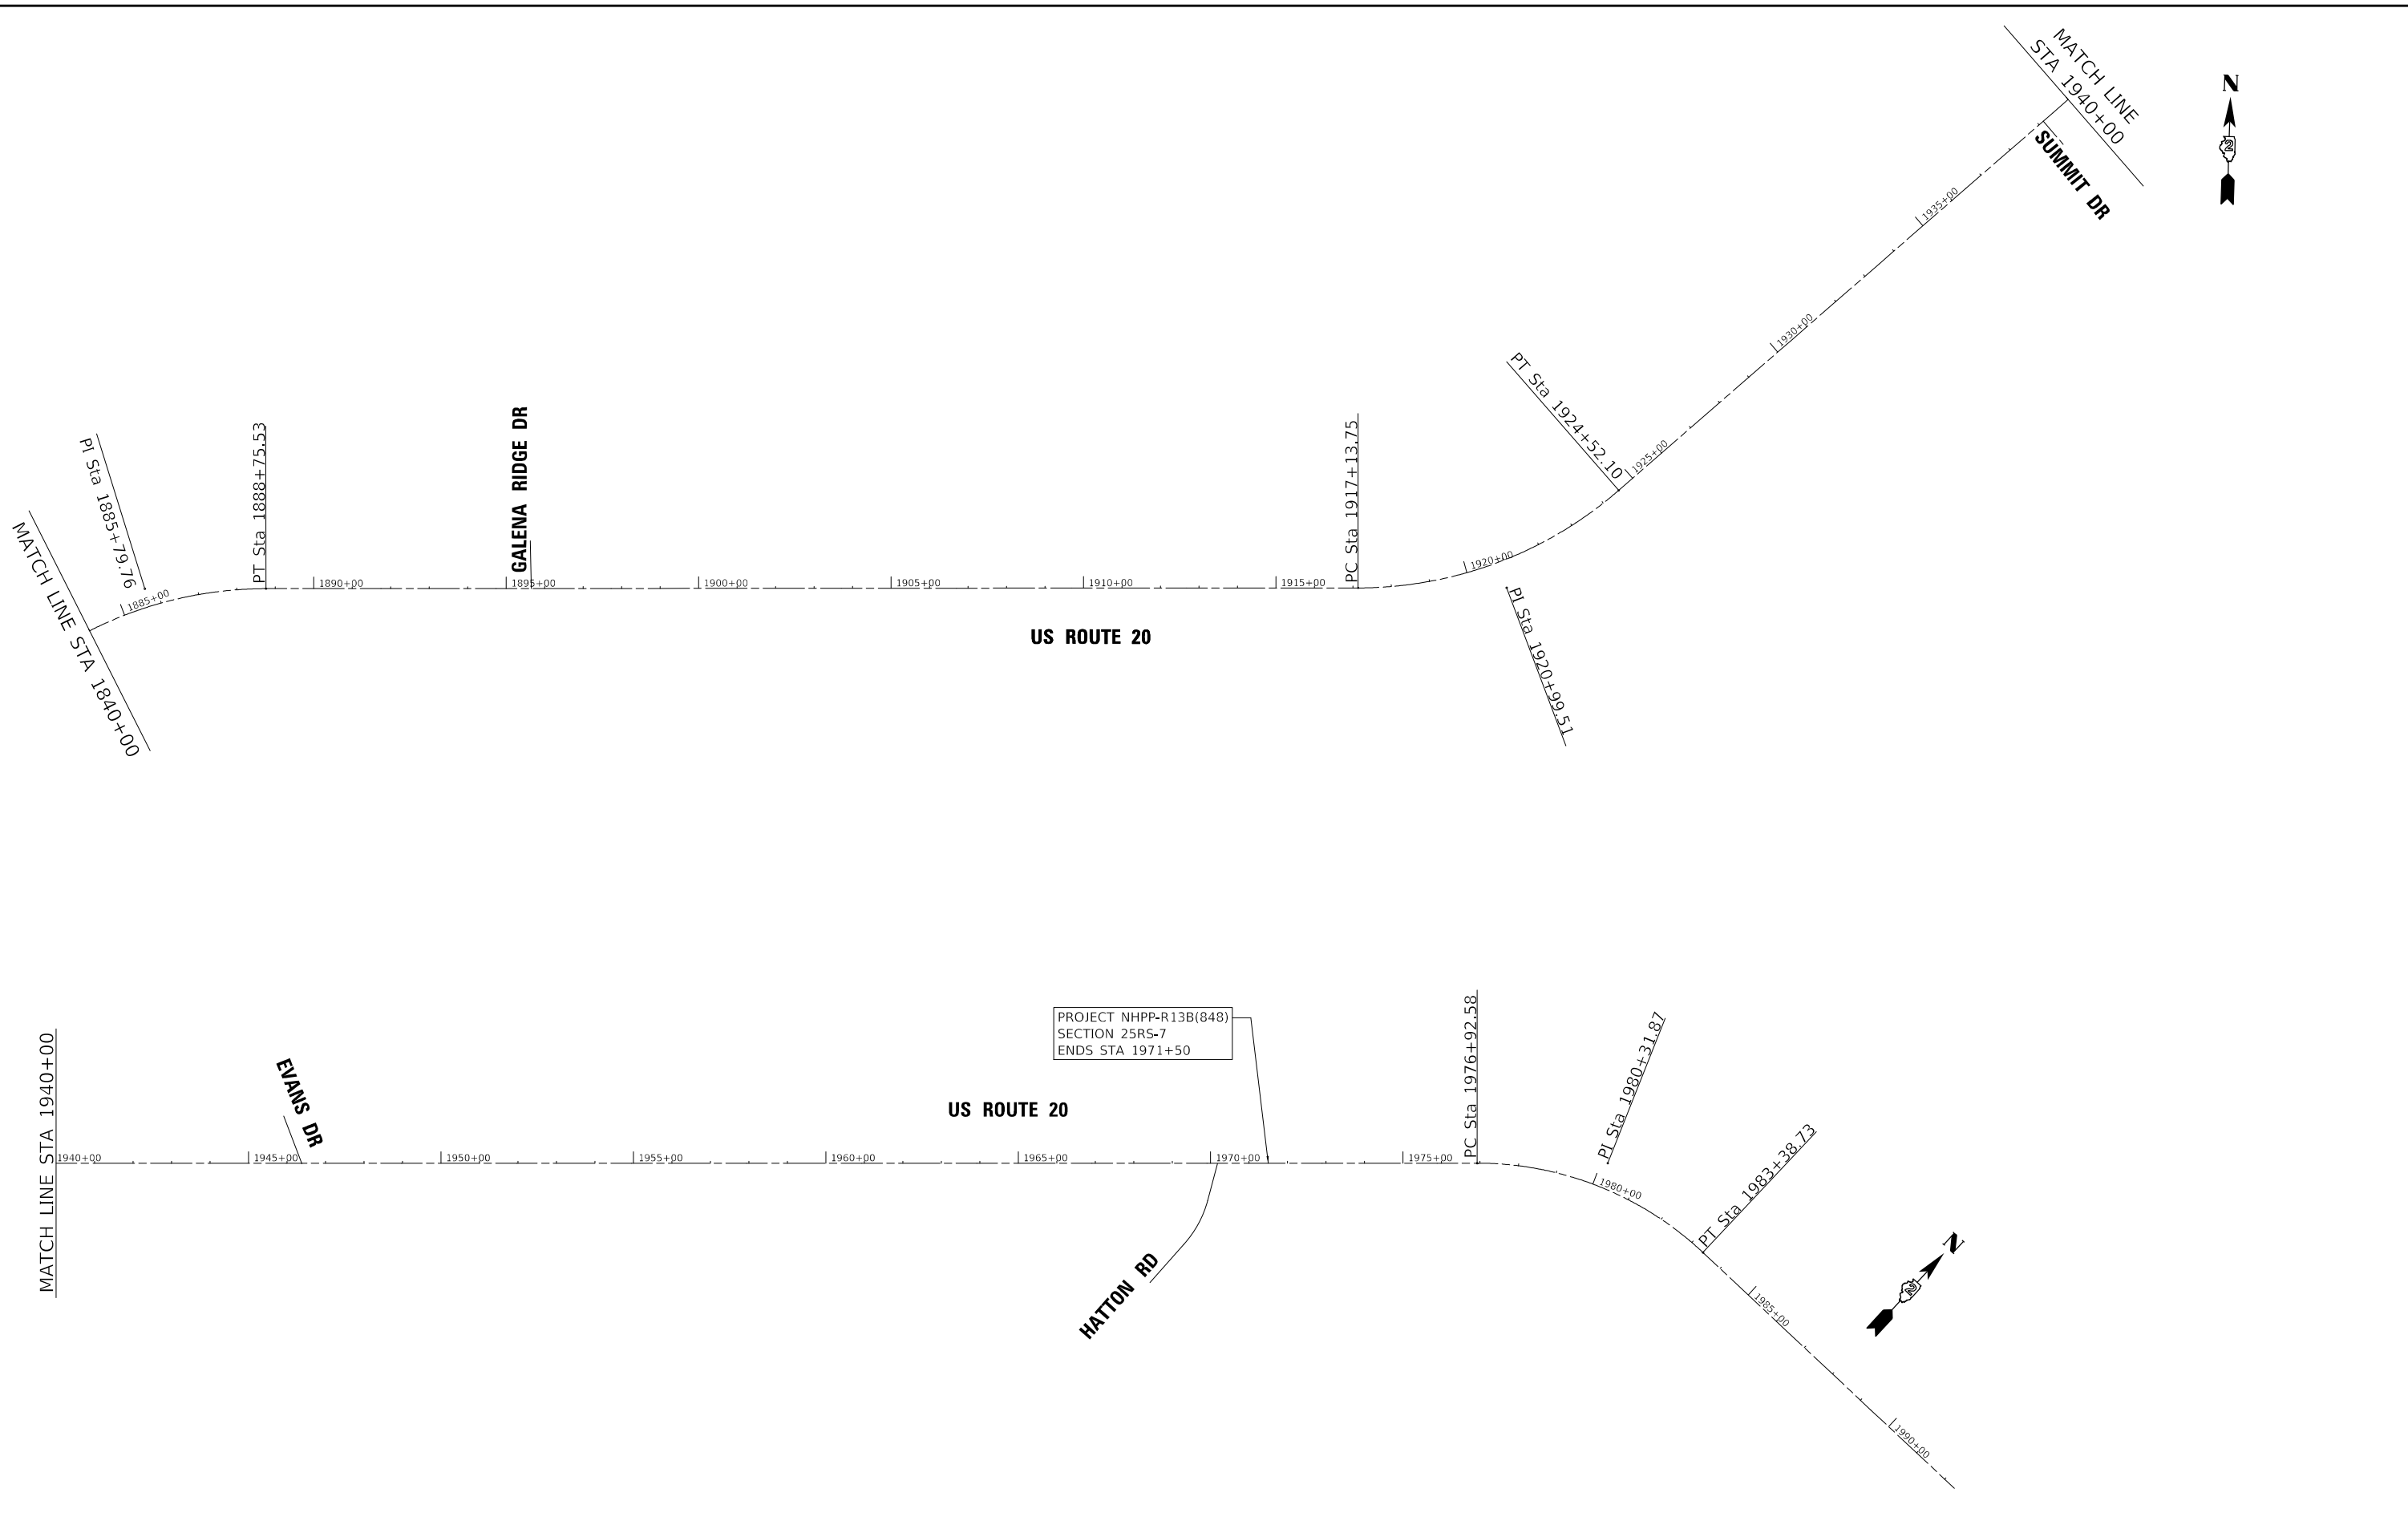 MATCH LINE
STA 1940+00
N
2
SUMMIT DR
1935+00
1930+00
PT Sta 1924+52.10
1925+00
PI Sta 1885+79.76
PT Sta 1888+75.53
GALENA RIDGE DR
PC Sta 1917+13.75
MATCH LINE STA 1840+00
1885+00
1890+00
1895+00
1900+00
1905+00
1910+00
1915+00
1920+00
PI Sta 1920+99.51
US ROUTE 20
PROJECT NHPP-R13B(848)
SECTION 25RS-7
ENDS STA 1971+50
MATCH LINE STA 1940+00
EVANS DR
US ROUTE 20
PC Sta 1976+92.58
PI Sta 1980+31.87
PT Sta 1983+38.73
1940+00
1945+00
1950+00
1955+00
1960+00
1965+00
1970+00
1975+00
1980+00
HATTON RD
N
2
1985+00
1990+00